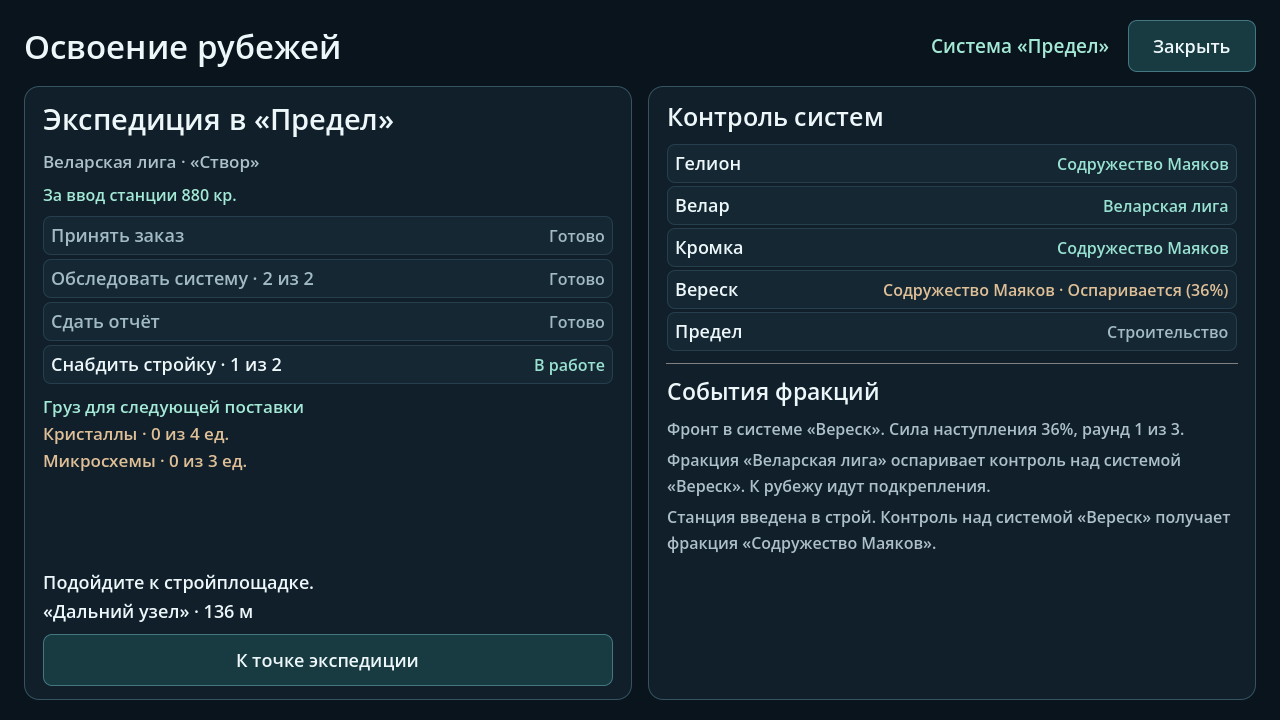 Освоение рубежей
Система «Предел»
Закрыть
Экспедиция в «Предел»
Веларская лига · «Створ»
За ввод станции 880 кр.
Принять заказ
Готово
Обследовать систему · 2 из 2
Готово
Сдать отчёт
Готово
Снабдить стройку · 1 из 2
В работе
Груз для следующей поставки
Кристаллы · 0 из 4 ед.
Микросхемы · 0 из 3 ед.
Подойдите к стройплощадке.
«Дальний узел» · 136 м
К точке экспедиции
Контроль систем
Гелион
Содружество Маяков
Велар
Веларская лига
Кромка
Содружество Маяков
Вереск
Содружество Маяков · Оспаривается (36%)
Предел
Строительство
События фракций
Фронт в системе «Вереск». Сила наступления 36%, раунд 1 из 3.
Фракция «Веларская лига» оспаривает контроль над системой
«Вереск». К рубежу идут подкрепления.
Станция введена в строй. Контроль над системой «Вереск» получает
фракция «Содружество Маяков».